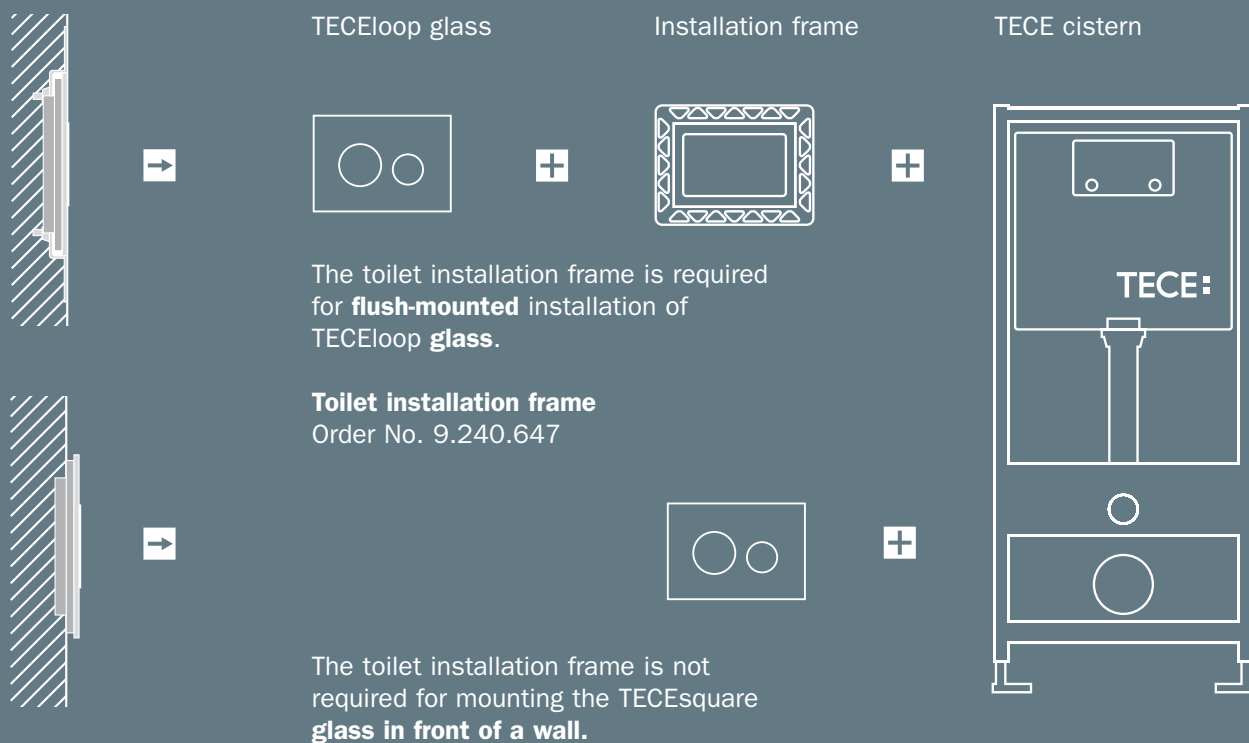 TECEloop glass
Installation frame
TECE cistern
TECE:
The toilet installation frame is required
for flush-mounted installation of
TECEloop glass.
Toilet installation frame
Order No. 9.240.647
The toilet installation frame is not
required for mounting the TECEsquare
glass in front of a wall.